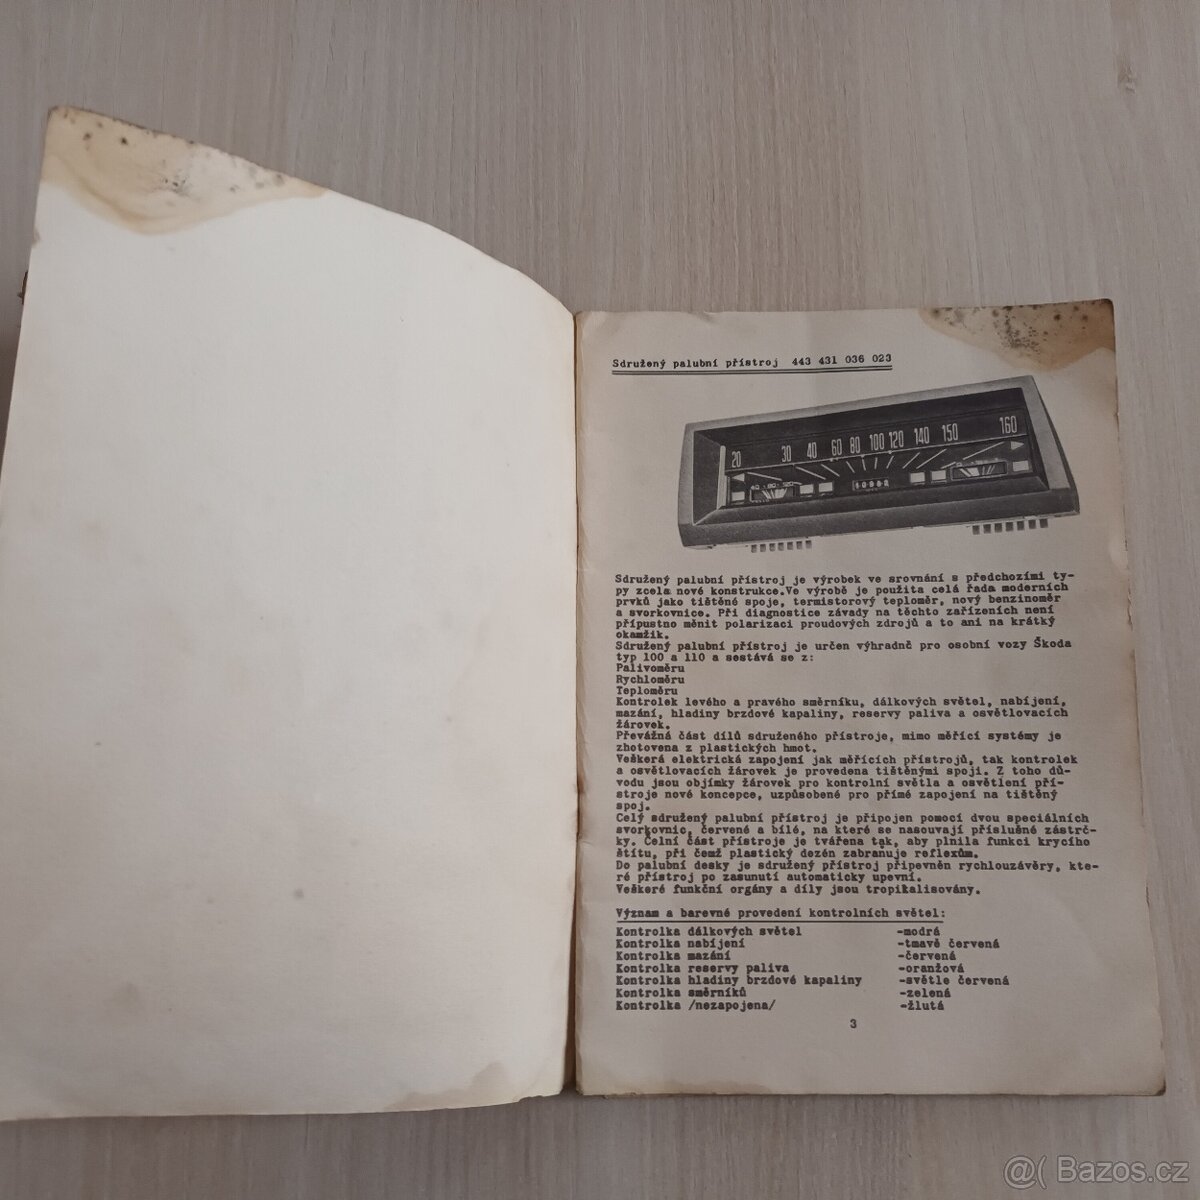 Sdružený palubní přístroj 443 431 036 023
20 30 40 60 80 100 120 140 150 160
Sdružený palubní přístroj je výrobek ve srovnání s předchozími ty-
py zcela nové konstrukce.Ve výrobě je použita celá řada moderních
prvků jako tištěné spoje, termistorový teploměr, nový benzinoměr
a svorkovnice. Při diagnostice závady na těchto zařízeních není
přípustno měnit polarizaci proudových zdrojů a to ani na krátký
okamžik.
Sdružený palubní přístroj je určen výhradně pro osobní vozy Škoda
typ 100 a 110 a sestává se z:
Palivoměru
Rychloměru
Teploměru
Kontrolek levého a pravého směrníku, dálkových světel, nabíjení,
mazání, hladiny brzdové kapaliny, reservy paliva a osvětlovacích
žárovek.
Převážná část dílů sdruženého přístroje, mimo měřící systémy je
zhotovena z plastických hmot.
Veškerá elektrická zapojení jak měřících přístrojů, tak kontrolek
a osvětlovacích žárovek je provedena tištěnými spoji. Z toho dů-
vodu jsou objímky žárovek pro kontrolní světla a osvětlení pří-
stroje nové koncepce, uzpůsobené pro přímé zapojení na tištěný
spoj.
Celý sdružený palubní přístroj je připojen pomocí dvou speciálních
svorkovnic, červené a bílé, na které se nasouvají příslušné zástrč-
ky. Čelní část přístroje je tvářena tak, aby plnila funkci krycího
štítu, při čemž plastický dezén zabraňuje reflexům.
Do palubní desky je sdružený přístroj připevněn rychlouzávěry, kte-
ré přístroj po zasunutí automaticky upevní.
Veškeré funkční orgány a díly jsou tropikalisovány.
Význam a barevné provedení kontrolních světel:
Kontrolka dálkových světel -modrá
Kontrolka nabíjení -tmavě červená
Kontrolka mazání -červená
Kontrolka reservy paliva -oranžová
Kontrolka hladiny brzdové kapaliny -světle červená
Kontrolka směrníků -zelená
Kontrolka /nezapojena/ -žlutá
3
@( Bazos.cz